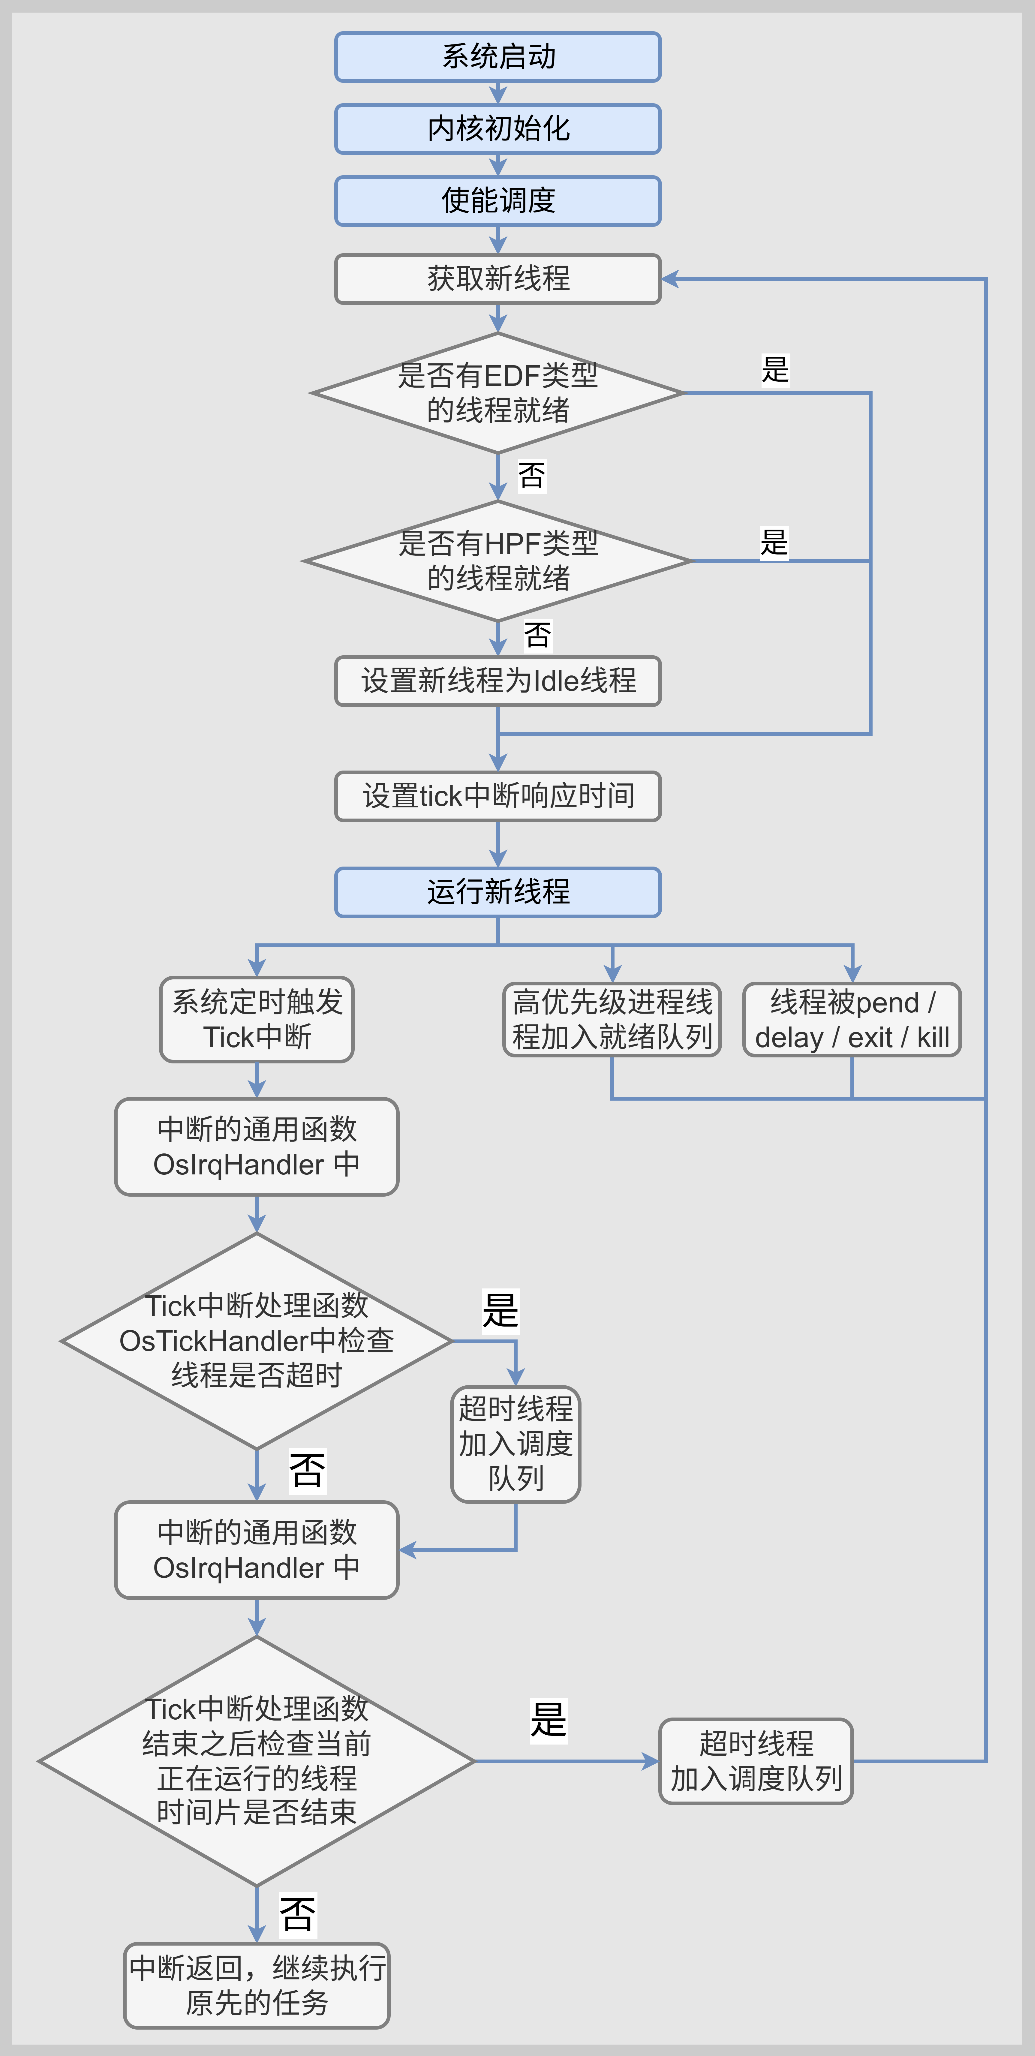 系统启动
内核初始化
使能调度
获取新线程
是否有EDF类型
的线程就绪
是
否
是否有HPF类型
的线程就绪
是
否
设置新线程为Idle线程
设置tick中断响应时间
运行新线程
系统定时触发
Tick中断
高优先级进程线
程加入就绪队列
线程被pend /
delay / exit / kill
中断的通用函数
OsIrqHandler 中
Tick中断处理函数
OsTickHandler中检查
线程是否超时
是
超时线程
加入调度
队列
否
中断的通用函数
OsIrqHandler 中
Tick中断处理函数
结束之后检查当前
正在运行的线程
时间片是否结束
是
超时线程
加入调度队列
否
中断返回，继续执行
原先的任务